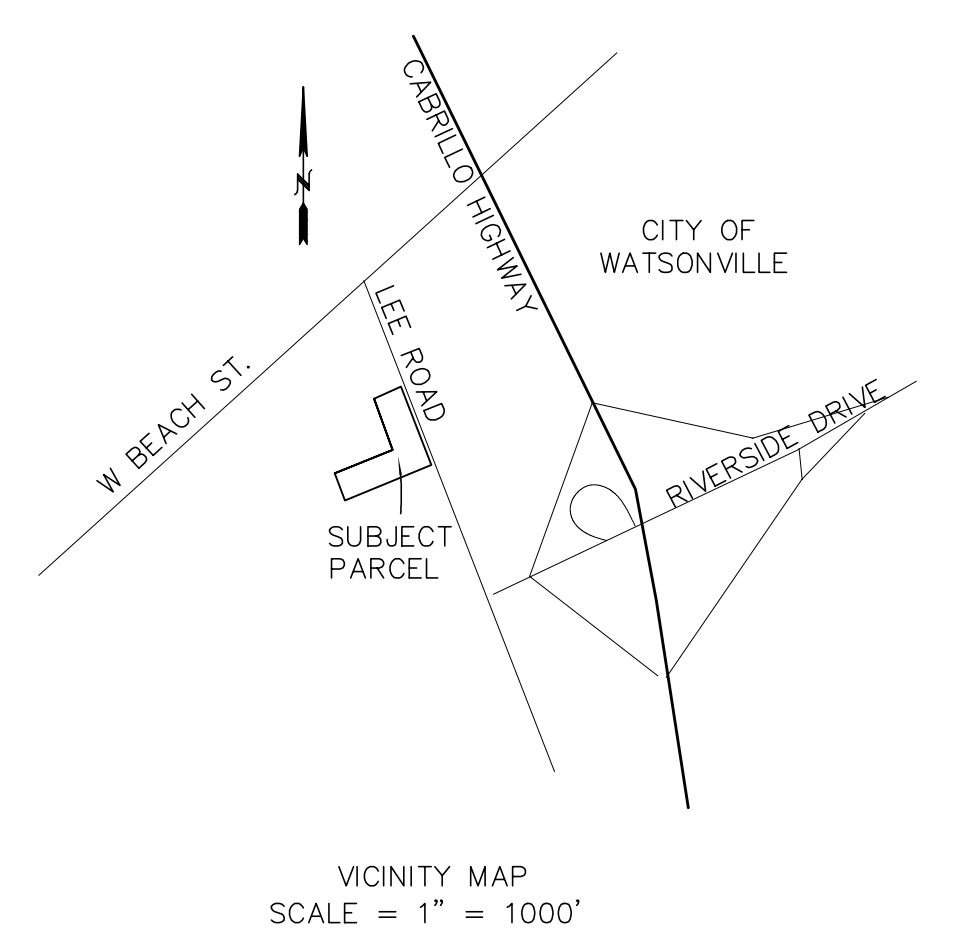 CABRILLO HIGHWAY
N
CITY OF
WATSONVILLE
LEE ROAD
W BEACH ST.
RIVERSIDE DRIVE
SUBJECT
PARCEL
VICINITY MAP
SCALE = 1" = 1000'